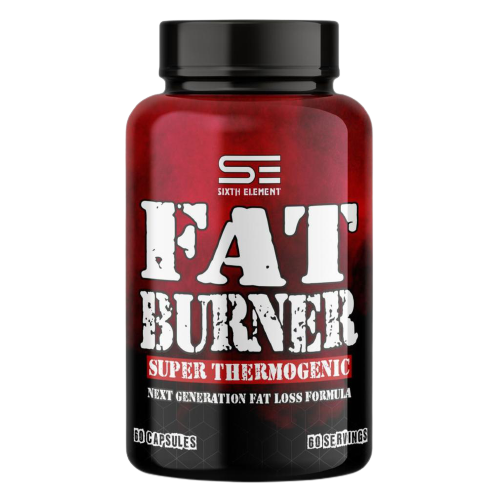 SE
SIXTH ELEMENT
FAT
BURNER
SUPER THERMOGENIC
NEXT GENERATION FAT LOSS FORMULA
60 CAPSULES
60 SERVINGS